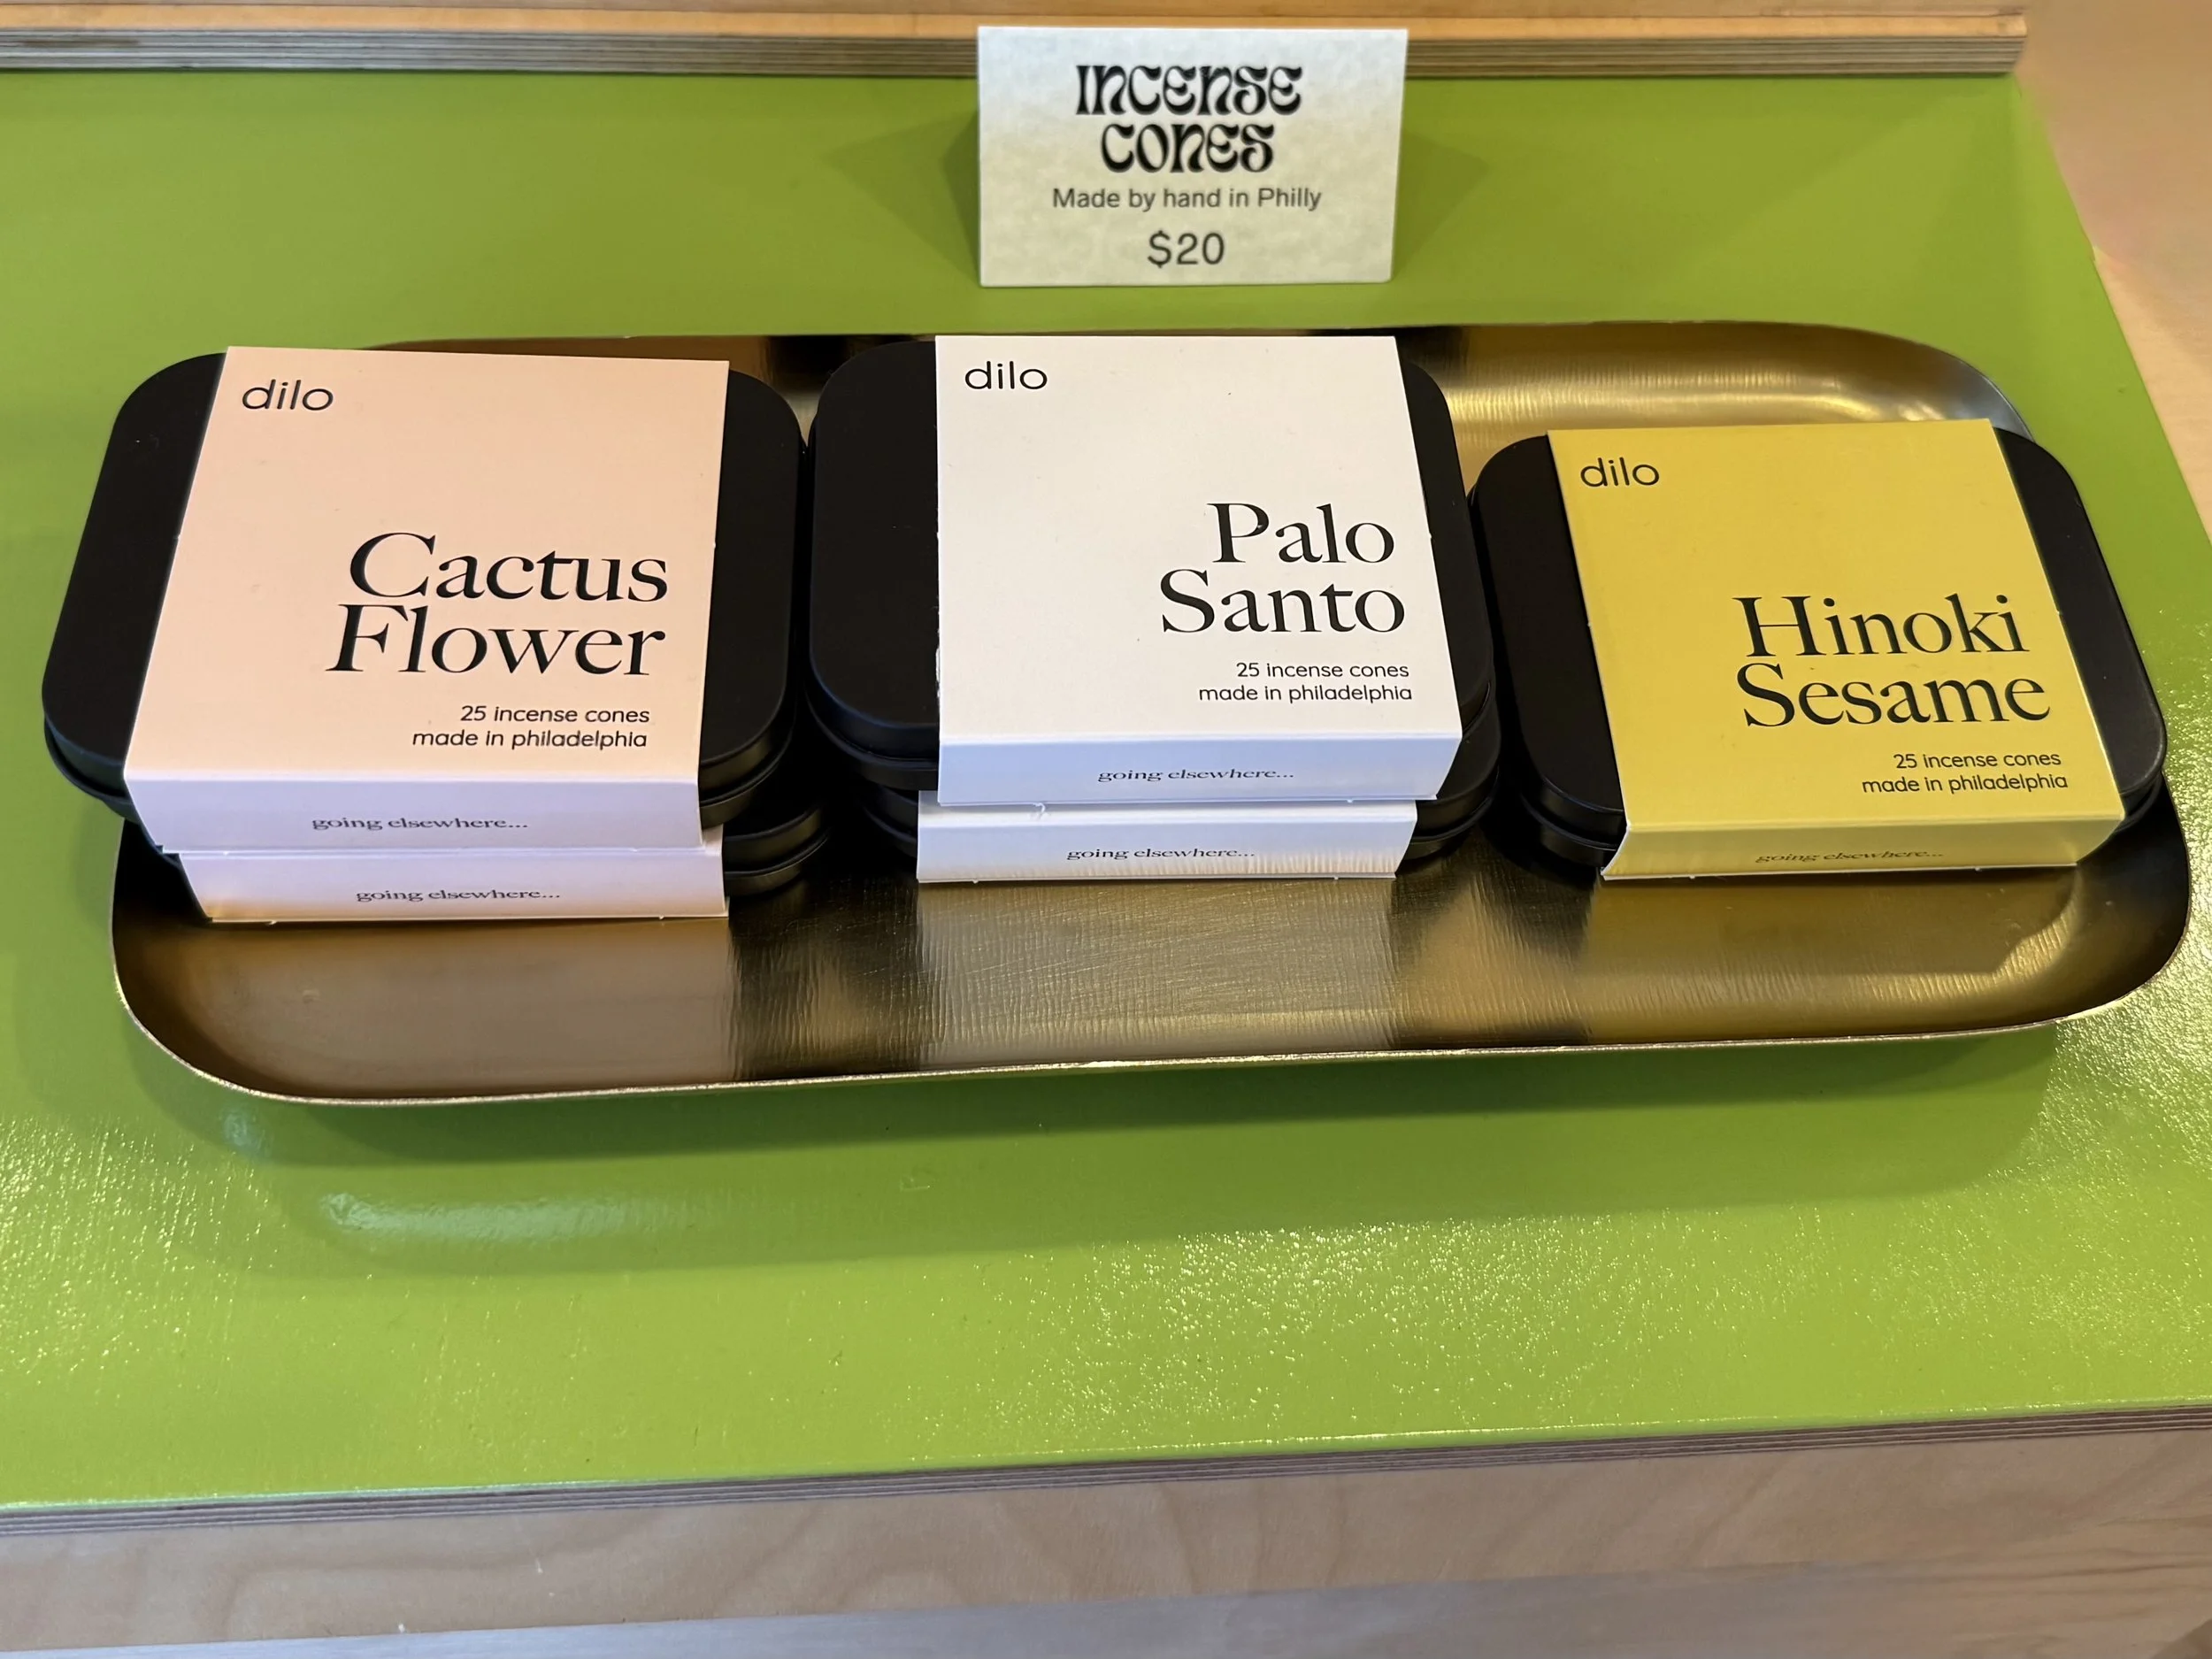 INCENSE
CONES
Made by hand in Philly
$20
dilo
Cactus
Flower
25 incense cones
made in philadelphia
going elsewhere...
going elsewhere...
dilo
Palo
Santo
25 incense cones
made in philadelphia
going elsewhere...
going elsewhere...
dilo
Hinoki
Sesame
25 incense cones
made in philadelphia
going elsewhere...